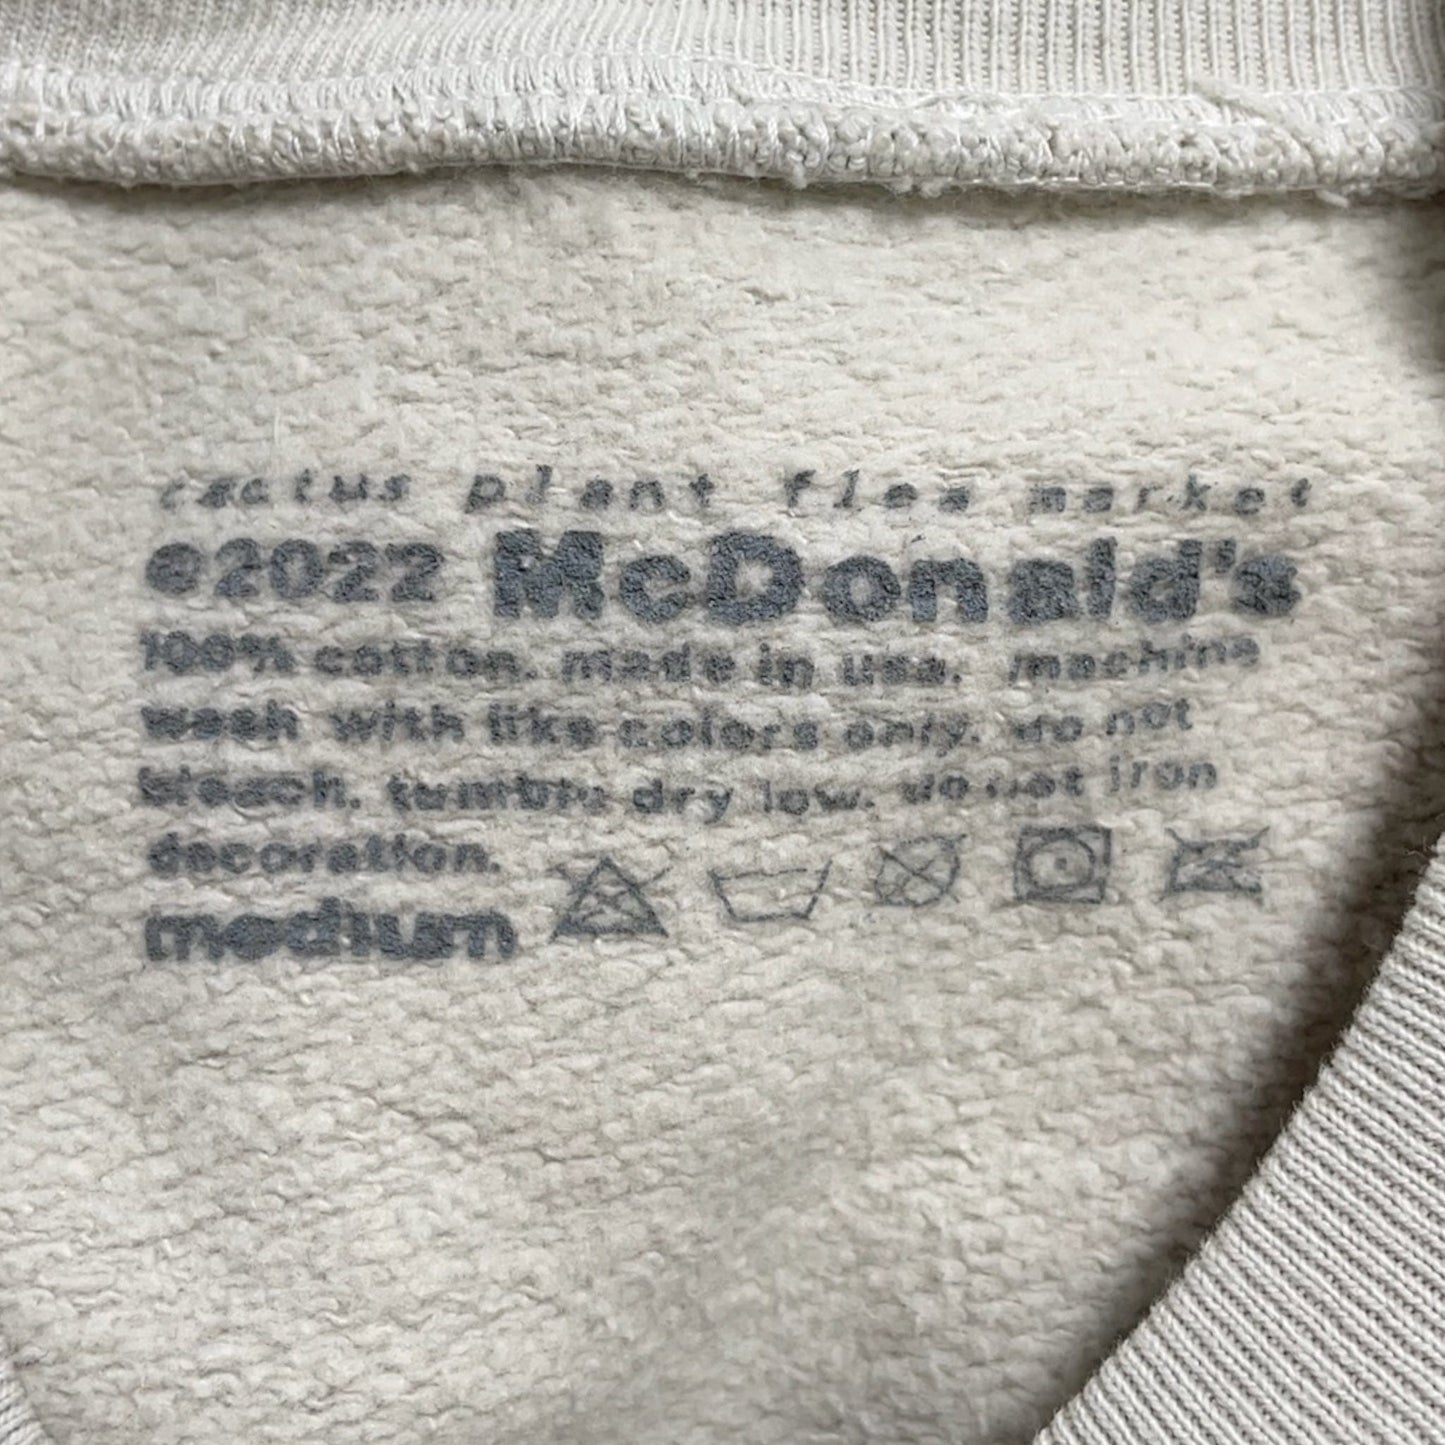 cactus plant flea market
©2022 McDonald's
100% cotton. made in usa. machine
wash with like colors only. do not
bleach. tumble dry low. do not iron
decoration.
medium